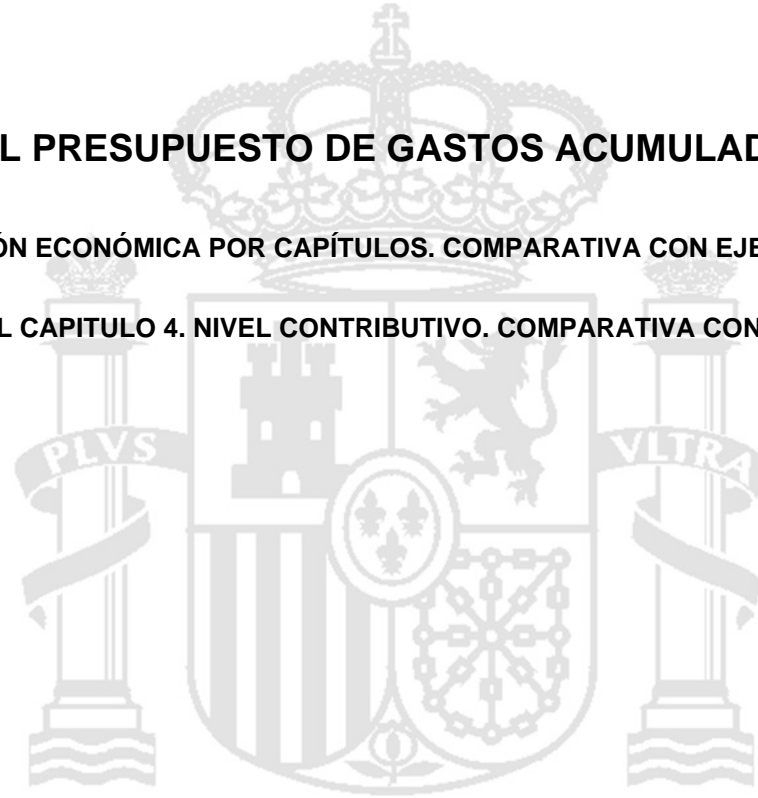 L PRESUPUESTO DE GASTOS ACUMULAD
ÓN ECONÓMICA POR CAPÍTULOS. COMPARATIVA CON EJE
L CAPITULO 4. NIVEL CONTRIBUTIVO. COMPARATIVA CON
PLVS VLTRA